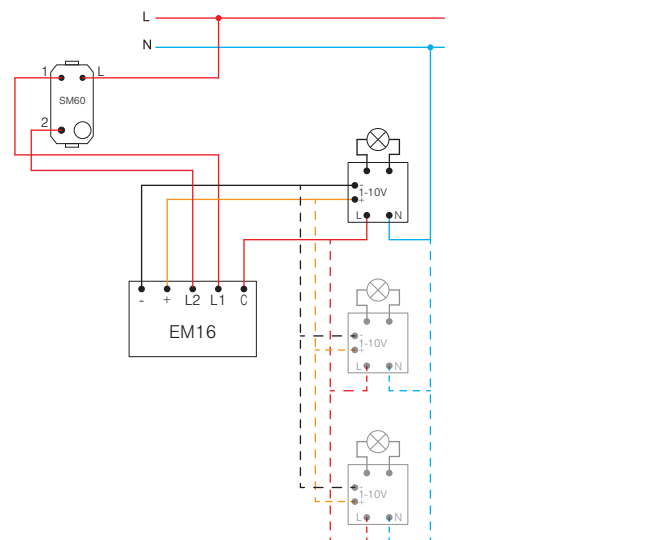 L
N
1 L
SM60
2
-
1-10V
+
L N
- + L2 L1 C
EM16
-
1-10V
+
L N
-
1-10V
+
L N